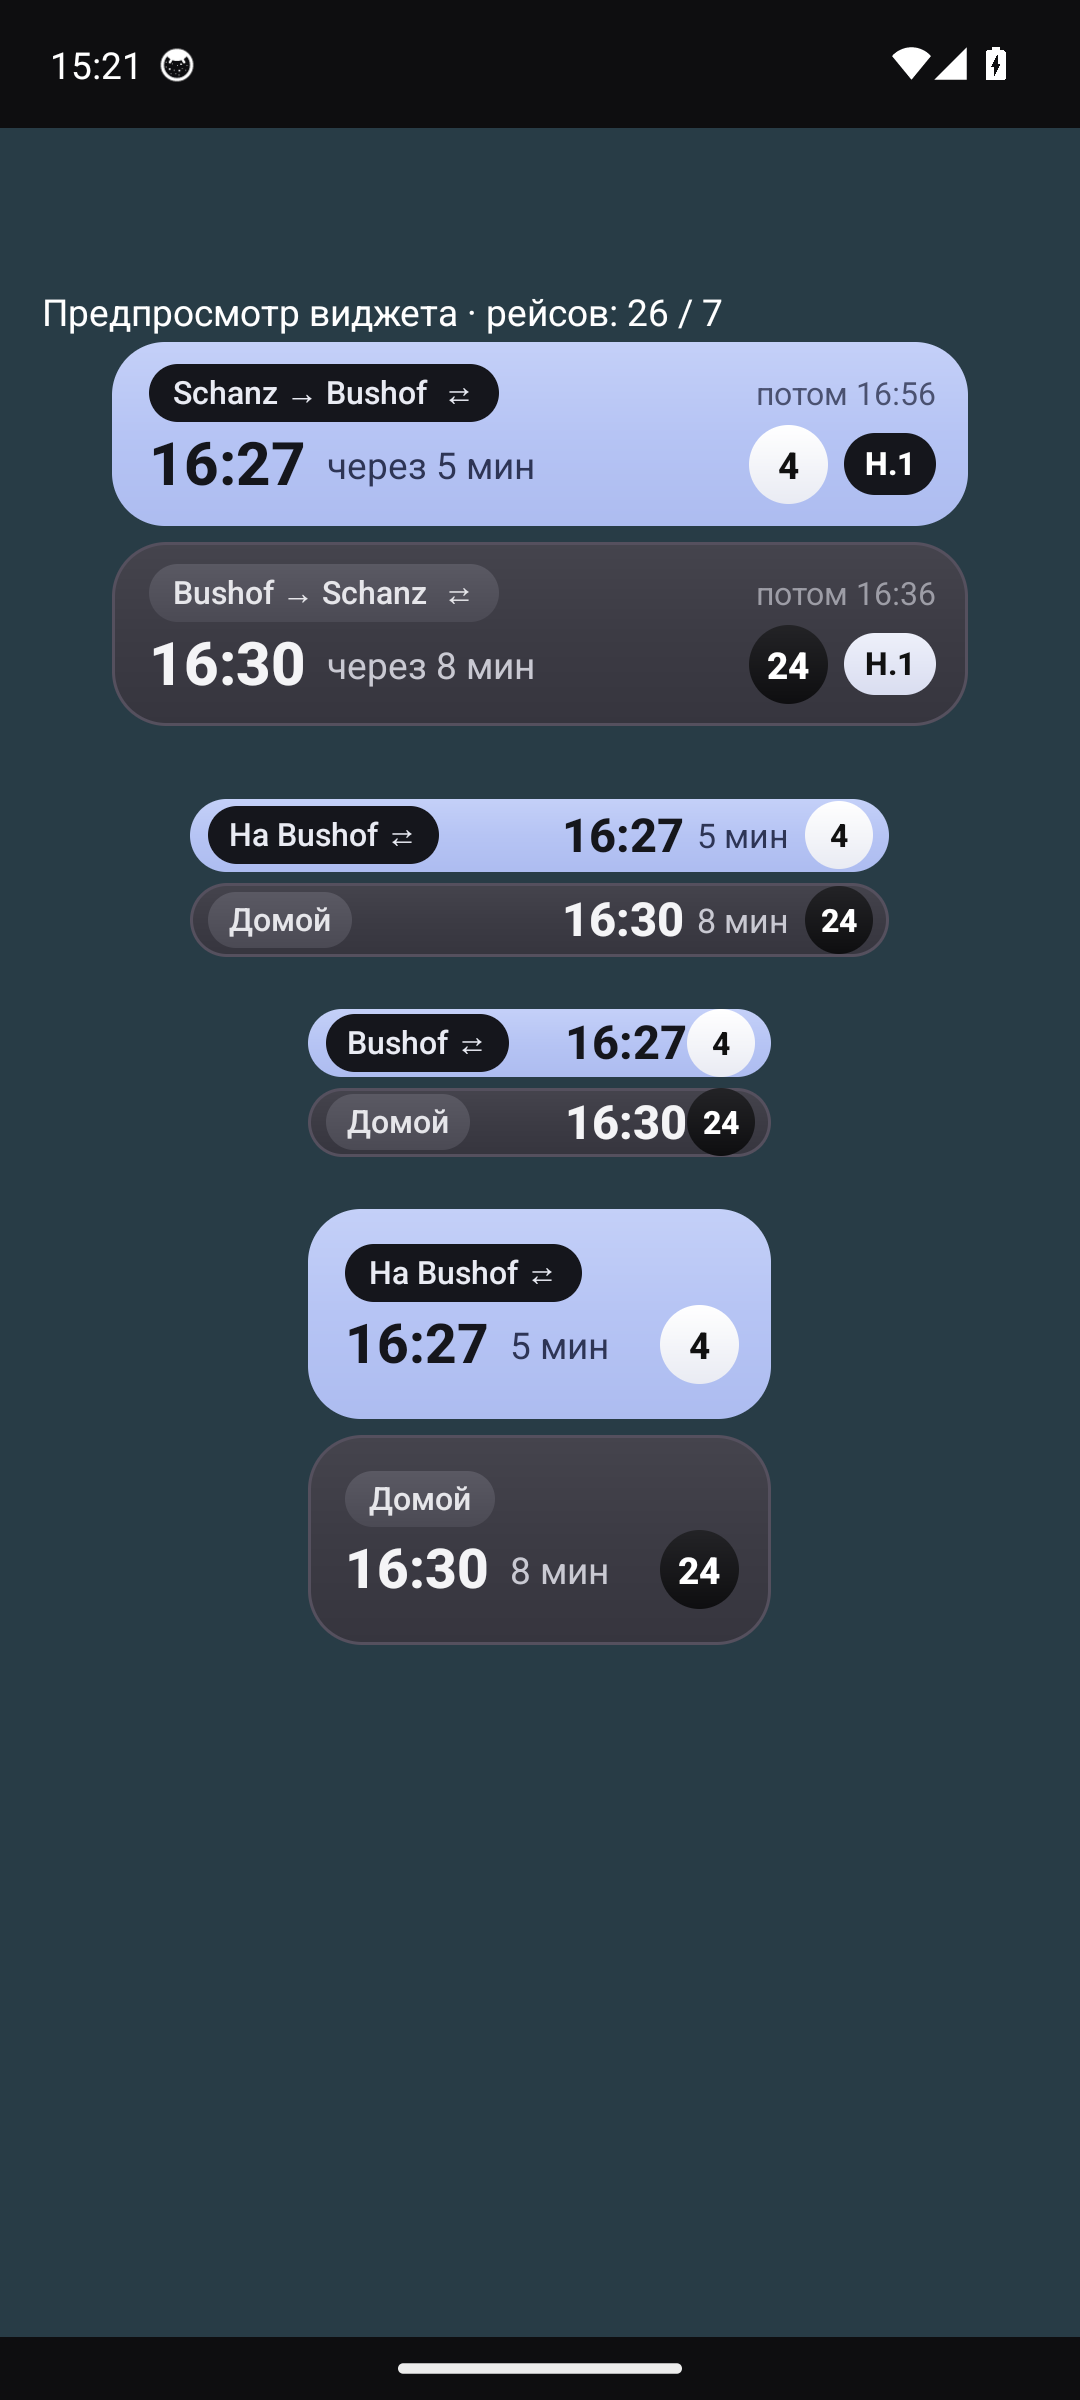 15:21
Предпросмотр виджета · рейсов: 26 / 7
Schanz → Bushof ⇄ потом 16:56
16:27 через 5 мин 4 H.1
Bushof → Schanz ⇄ потом 16:36
16:30 через 8 мин 24 H.1
На Bushof ⇄ 16:27 5 мин 4
Домой 16:30 8 мин 24
Bushof ⇄ 16:27 4
Домой 16:30 24
На Bushof ⇄
16:27 5 мин 4
Домой
16:30 8 мин 24